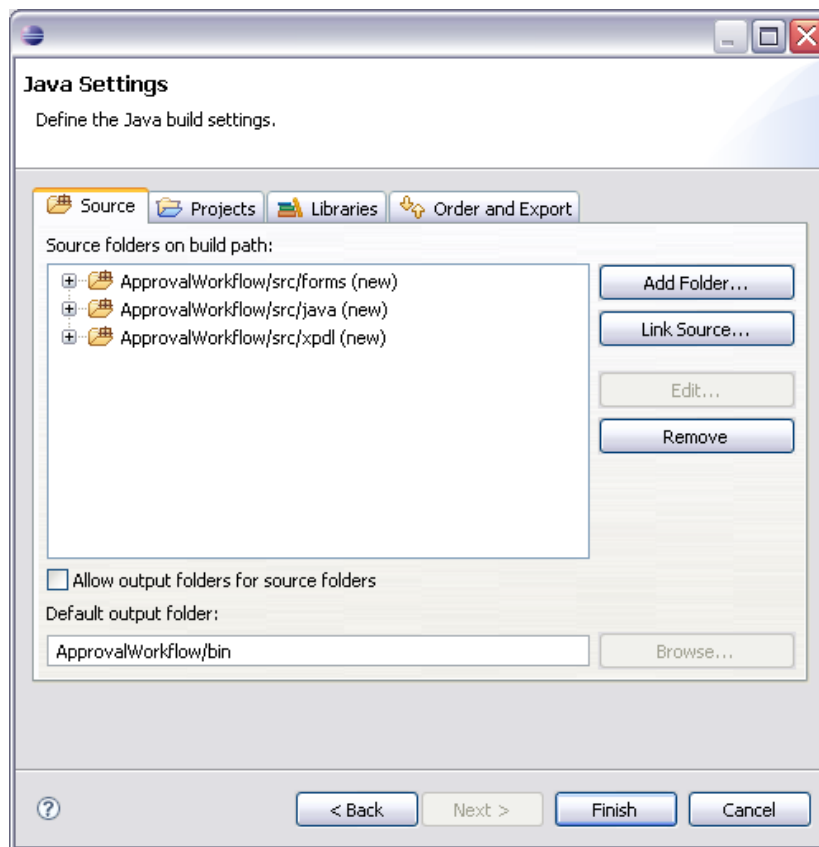 Java Settings
Define the Java build settings.
Source Projects Libraries Order and Export
Source folders on build path:
ApprovalWorkflow/src/forms (new)
ApprovalWorkflow/src/java (new)
ApprovalWorkflow/src/xpdl (new)
Add Folder...
Link Source...
Edit...
Remove
Allow output folders for source folders
Default output folder:
ApprovalWorkflow/bin Browse...
? < Back Next > Finish Cancel